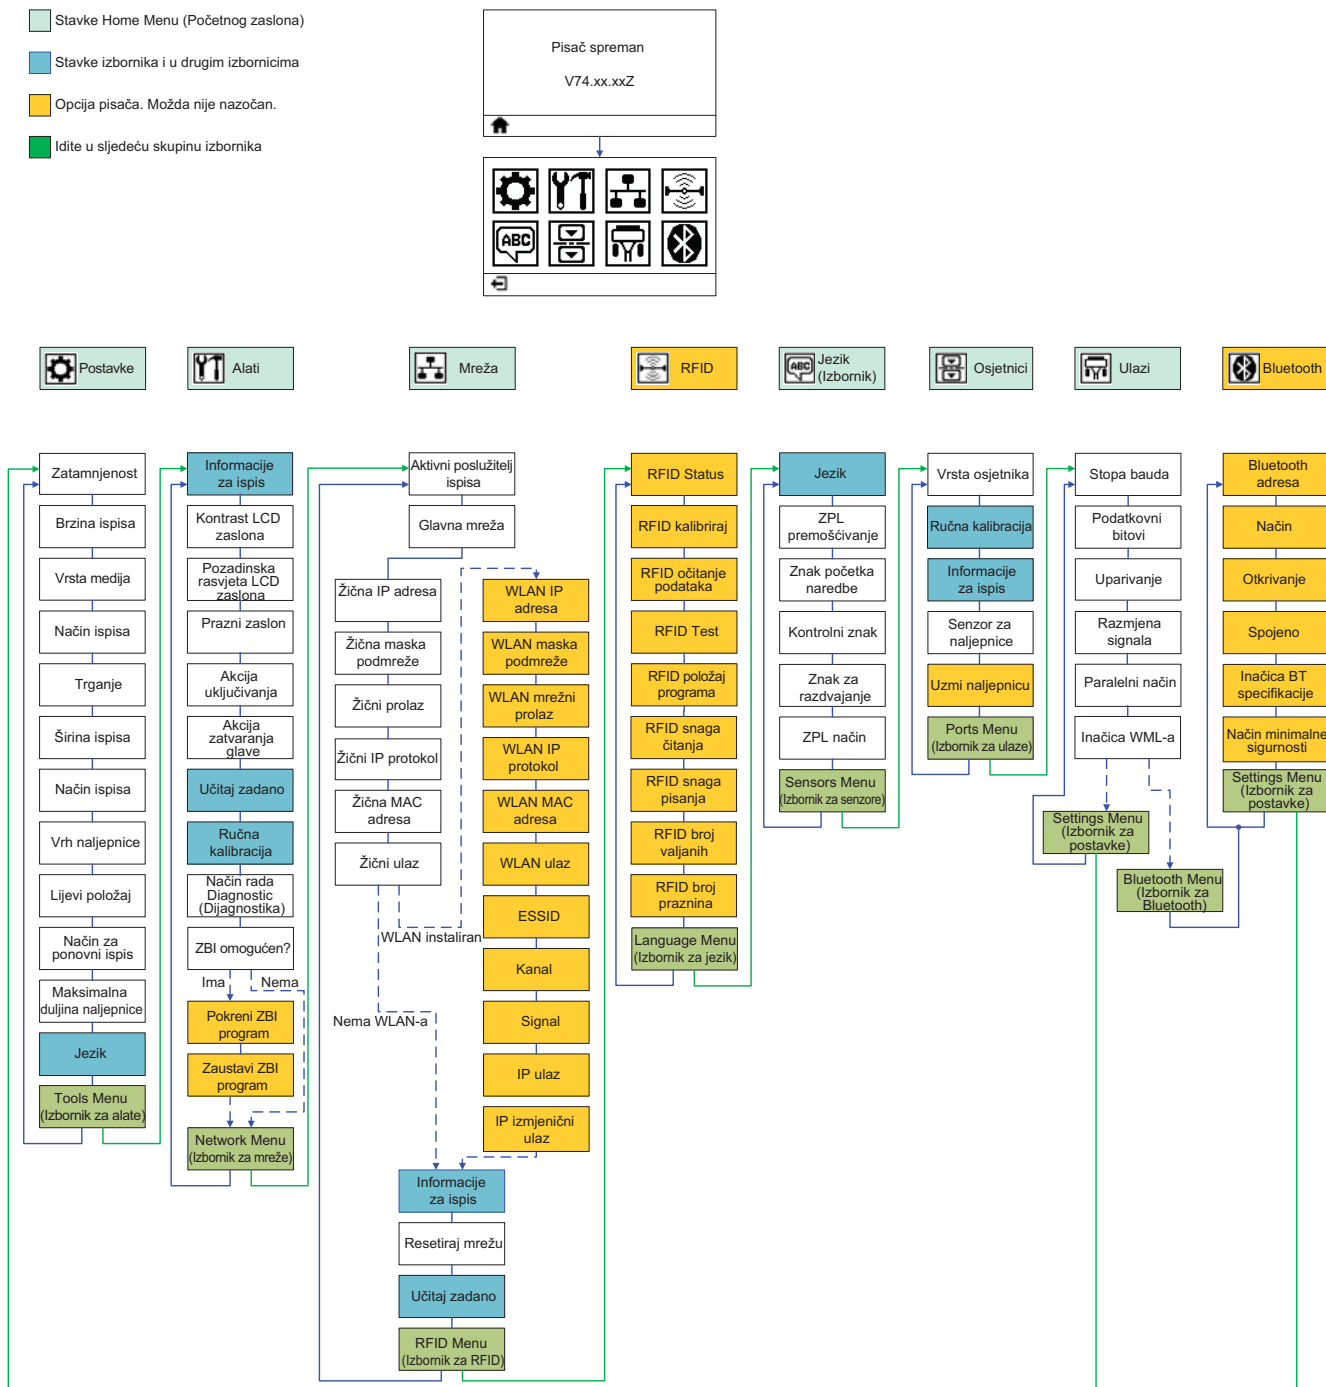 Stavke Home Menu (Početnog zaslona)
Stavke izbornika i u drugim izbornicima
Opcija pisača. Možda nije nazočan.
Idite u sljedeću skupinu izbornika
Pisač spreman
V74.xx.xxZ
ABC
Postavke
Alati
Mreža
RFID
ABC
Jezik
(Izbornik)
Osjetnici
Ulazi
Bluetooth
Zatamnjenost
Brzina ispisa
Vrsta medija
Način ispisa
Trganje
Širina ispisa
Način ispisa
Vrh naljepnice
Lijevi položaj
Način za
ponovni ispis
Maksimalna
duljina naljepnice
Jezik
Tools Menu
(Izbornik za alate)
Informacije
za ispis
Kontrast LCD
zaslona
Pozadinska
rasvjeta LCD
zaslona
Prazni zaslon
Akcija
uključivanja
Akcija
zatvaranja
glave
Učitaj zadano
Ručna
kalibracija
Način rada
Diagnostic
(Dijagnostika)
ZBI omogućen?
Ima
Nema
Pokreni ZBI
program
Zaustavi ZBI
program
Network Menu
(Izbornik za mreže)
Aktivni poslužitelj
ispisa
Glavna mreža
Žična IP adresa
Žična maska
podmreže
Žični prolaz
Žični IP protokol
Žična MAC
adresa
Žični ulaz
WLAN instaliran
Nema WLAN-a
WLAN IP
adresa
WLAN maska
podmreže
WLAN mrežni
prolaz
WLAN IP
protokol
WLAN MAC
adresa
WLAN ulaz
ESSID
Kanal
Signal
IP ulaz
IP izmjenični
ulaz
Informacije
za ispis
Resetiraj mrežu
Učitaj zadano
RFID Menu
(Izbornik za RFID)
RFID Status
RFID kalibriraj
RFID očitanje
podataka
RFID Test
RFID položaj
programa
RFID snaga
čitanja
RFID snaga
pisanja
RFID broj
valjanih
RFID broj
praznina
Language Menu
(Izbornik za jezik)
Jezik
ZPL
premošćivanje
Znak početka
naredbe
Kontrolni znak
Znak za
razdvajanje
ZPL način
Sensors Menu
(Izbornik za senzore)
Vrsta osjetnika
Ručna kalibracija
Informacije
za ispis
Senzor za
naljepnice
Uzmi naljepnicu
Ports Menu
(Izbornik za ulaze)
Stopa bauda
Podatkovni
bitovi
Uparivanje
Razmjena
signala
Paralelni način
Inačica WML-a
Settings Menu
(Izbornik za
postavke)
Bluetooth Menu
(Izbornik za
Bluetooth)
Bluetooth
adresa
Način
Otkrivanje
Spojeno
Inačica BT
specifikacije
Način minimalne
sigurnosti
Settings Menu
(Izbornik za
postavke)